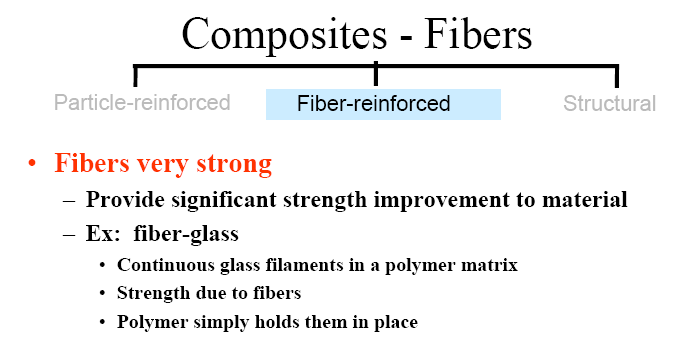 Composites - Fibers
Particle-reinforced Fiber-reinforced Structural
• Fibers very strong
– Provide significant strength improvement to material
– Ex: fiber-glass
• Continuous glass filaments in a polymer matrix
• Strength due to fibers
• Polymer simply holds them in place